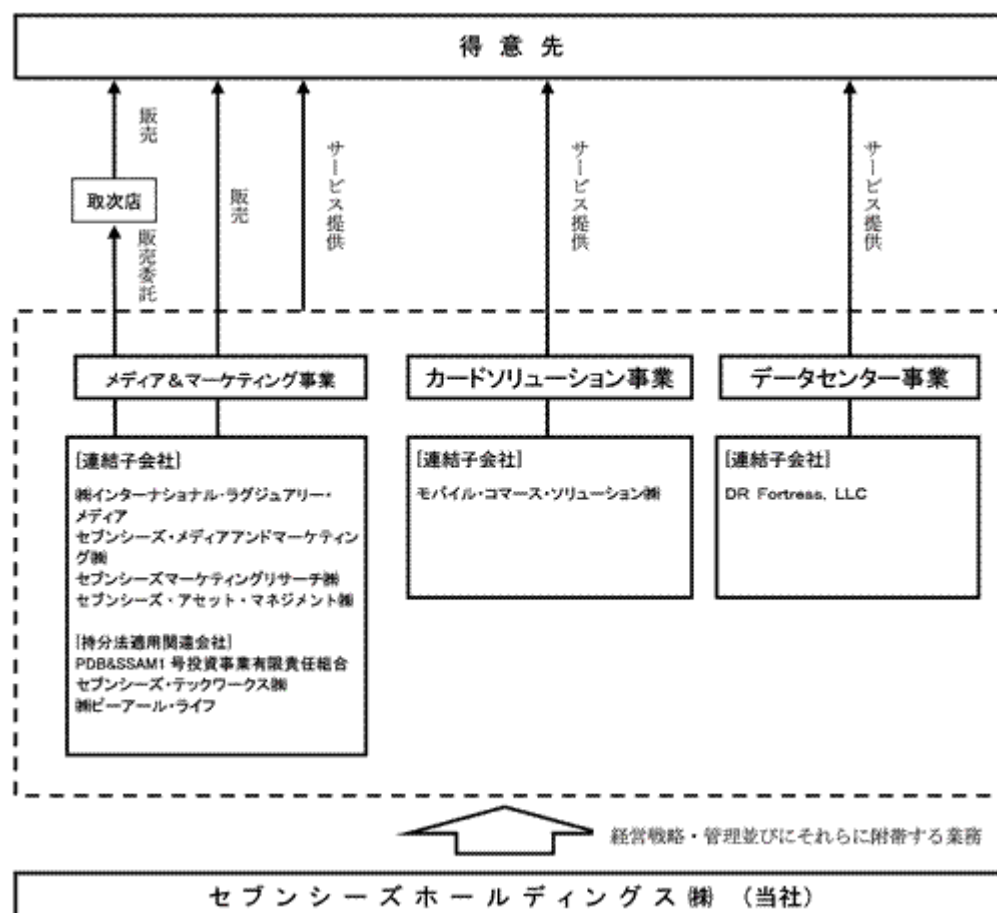 得意先
販売
取次店
販売委託
販売
サービス提供
サービス提供
サービス提供
メディア&マーケティング事業
[連結子会社]
㈱インターナショナル・ラグジュアリー・
メディア
セブンシーズ・メディアアンドマーケティン
グ㈱
セブンシーズマーケティングリサーチ㈱
セブンシーズ・アセット・マネジメント㈱
[持分法適用関連会社]
PDB&SSAM1号投資事業有限責任組合
セブンシーズ・テックワークス㈱
㈱ビーアール・ライフ
カードソリューション事業
[連結子会社]
モバイル・コマース・ソリューション㈱
データセンター事業
[連結子会社]
DR Fortress, LLC
経営戦略・管理並びにそれらに附帯する業務
セブンシーズホールディングス㈱ (当社)